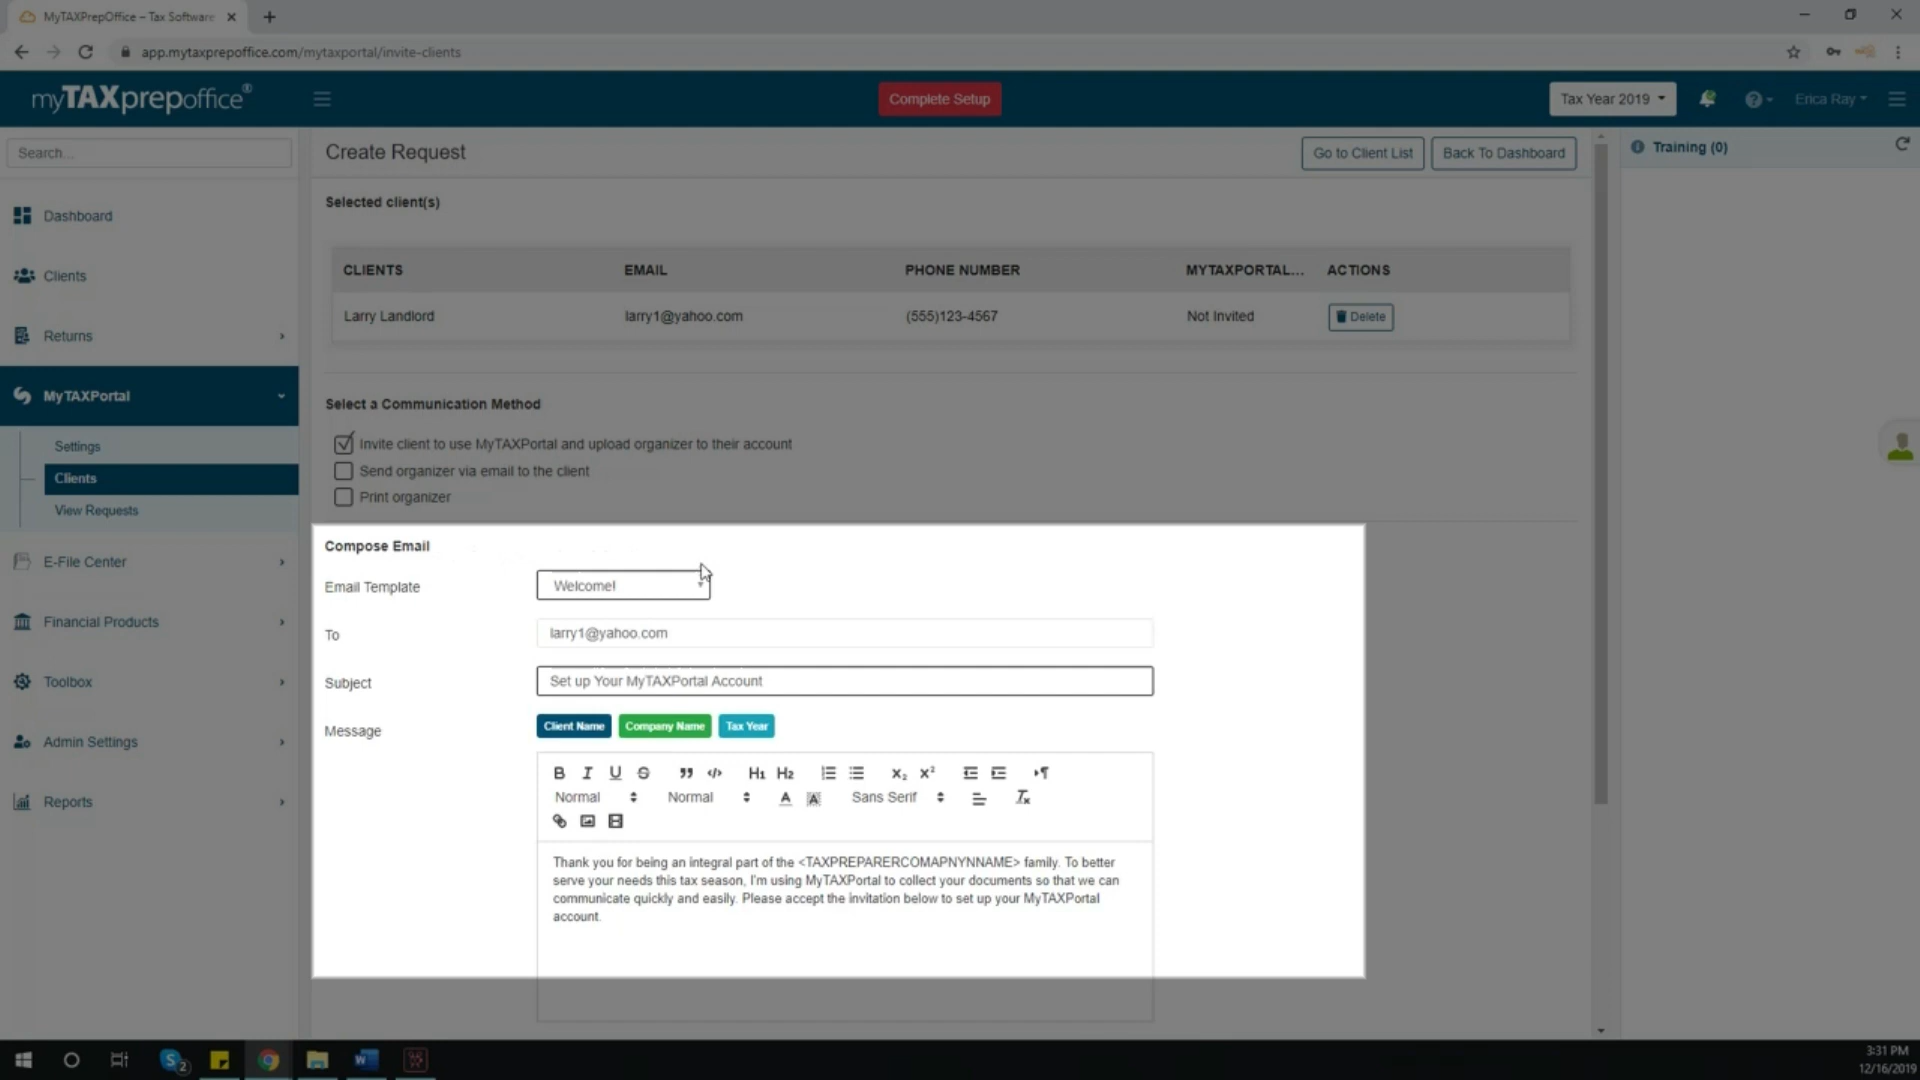 MyTAXPrepOffice – Tax Software
app.mytaxprepoffice.com/mytaxportal/invite-clients
myTAXprepoffice®
Complete Setup
Tax Year 2019
Erica Ray
Search...
Create Request
Go to Client List
Back To Dashboard
Training (0)
Selected client(s)
Dashboard
Clients
Returns
MyTAXPortal
Settings
Clients
View Requests
E-File Center
Financial Products
Toolbox
Admin Settings
Reports
CLIENTS EMAIL PHONE NUMBER MYTAXPORTAL... ACTIONS
Larry Landlord larry1@yahoo.com (555)123-4567 Not Invited Delete
Select a Communication Method
Invite client to use MyTAXPortal and upload organizer to their account
Send organizer via email to the client
Print organizer
Compose Email
Email Template Welcome!
To larry1@yahoo.com
Subject Set up Your MyTAXPortal Account
Message Client Name Company Name Tax Year
B I U S H1 H2 X2 X2
Normal Normal A A Sans Serif Tx
Thank you for being an integral part of the <TAXPREPARERCOMAPNYNNAME> family. To better
serve your needs this tax season, I'm using MyTAXPortal to collect your documents so that we can
communicate quickly and easily. Please accept the invitation below to set up your MyTAXPortal
account.
3:31 PM
12/16/2019